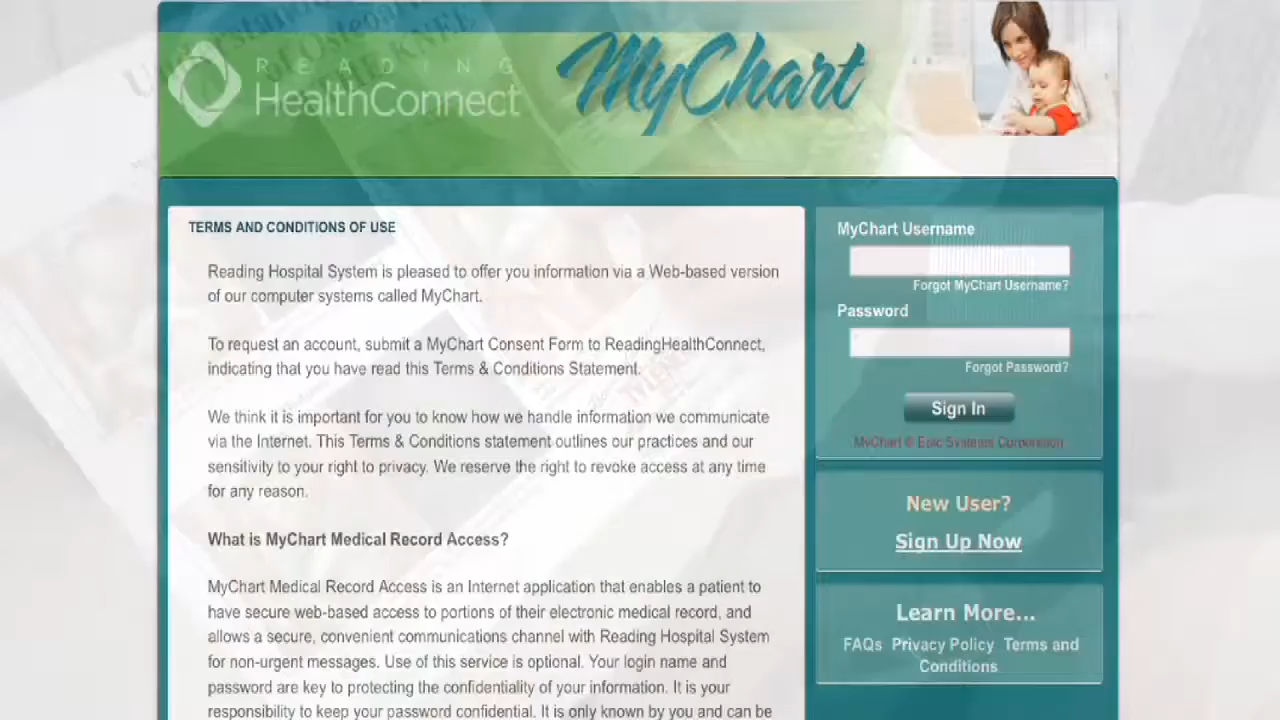 READING
HealthConnect
MyChart
TERMS AND CONDITIONS OF USE
Reading Hospital System is pleased to offer you information via a Web-based version
of our computer systems called MyChart.
To request an account, submit a MyChart Consent Form to ReadingHealthConnect,
indicating that you have read this Terms & Conditions Statement.
We think it is important for you to know how we handle information we communicate
via the Internet. This Terms & Conditions statement outlines our practices and our
sensitivity to your right to privacy. We reserve the right to revoke access at any time
for any reason.
What is MyChart Medical Record Access?
MyChart Medical Record Access is an Internet application that enables a patient to
have secure web-based access to portions of their electronic medical record, and
allows a secure, convenient communications channel with Reading Hospital System
for non-urgent messages. Use of this service is optional. Your login name and
password are key to protecting the confidentiality of your information. It is your
responsibility to keep your password confidential. It is only known by you and can be
MyChart Username
Forgot MyChart Username?
Password
Forgot Password?
Sign In
MyChart © Epic Systems Corporation
New User?
Sign Up Now
Learn More...
FAQs Privacy Policy Terms and
Conditions